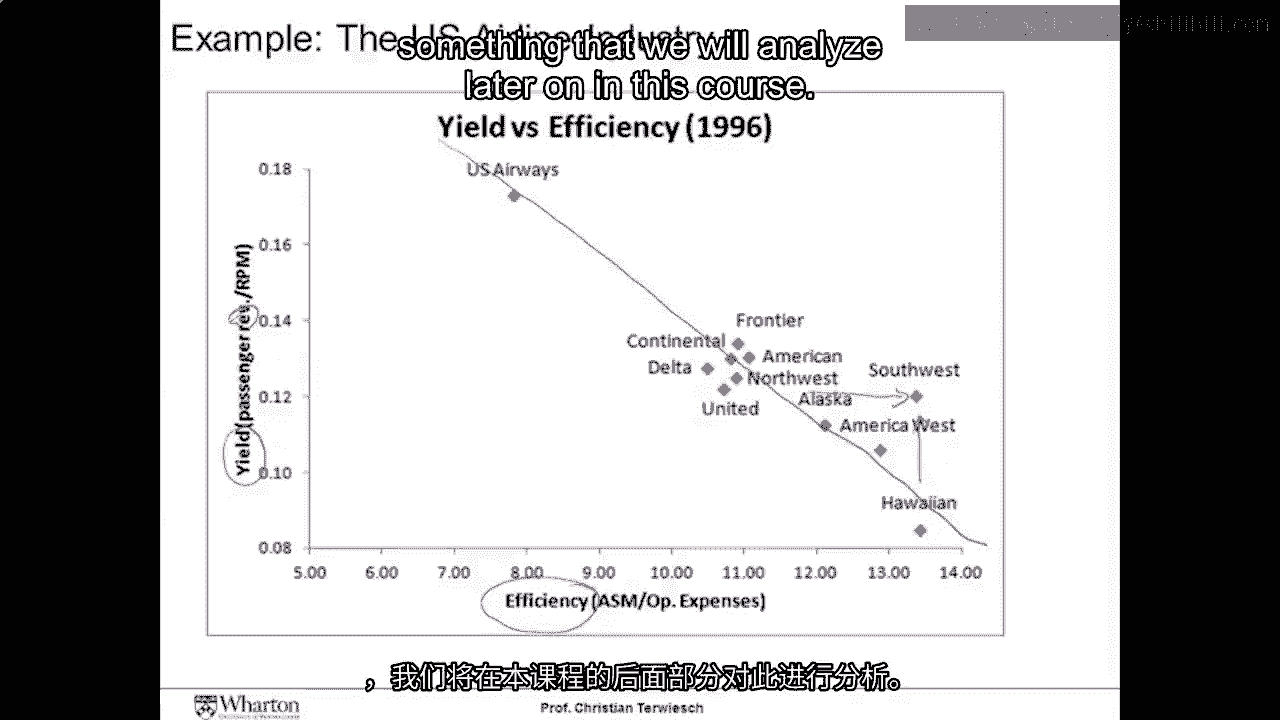 Example: The US Airline Industry
something that we will analyze
later on in this course.
Yield vs Efficiency (1996)
0.18
US Airways
0.16
Yield (passenger rev./RPM)
0.14
Frontier
Continental
American
Delta
Northwest
Southwest
0.12
Alaska
United
America West
0.10
Hawaiian
0.08
5.00 6.00 7.00 8.00 9.00 10.00 11.00 12.00 13.00 14.00
Efficiency (ASM/Op. Expenses)
，我们将在本课程的后面部分对此进行分析。
Wharton
Prof. Christian Terwiesch